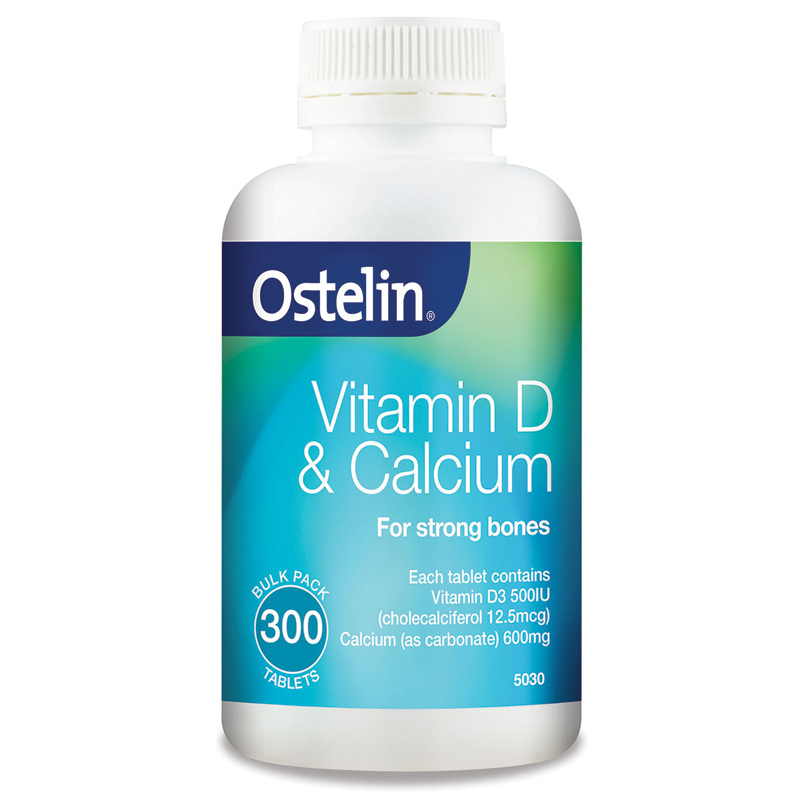 Ostelin®
Vitamin D
& Calcium
For strong bones
Each tablet contains
Vitamin D3 500IU
(cholecalciferol 12.5mcg)
Calcium (as carbonate) 600mg
BULK PACK
300
TABLETS
5030